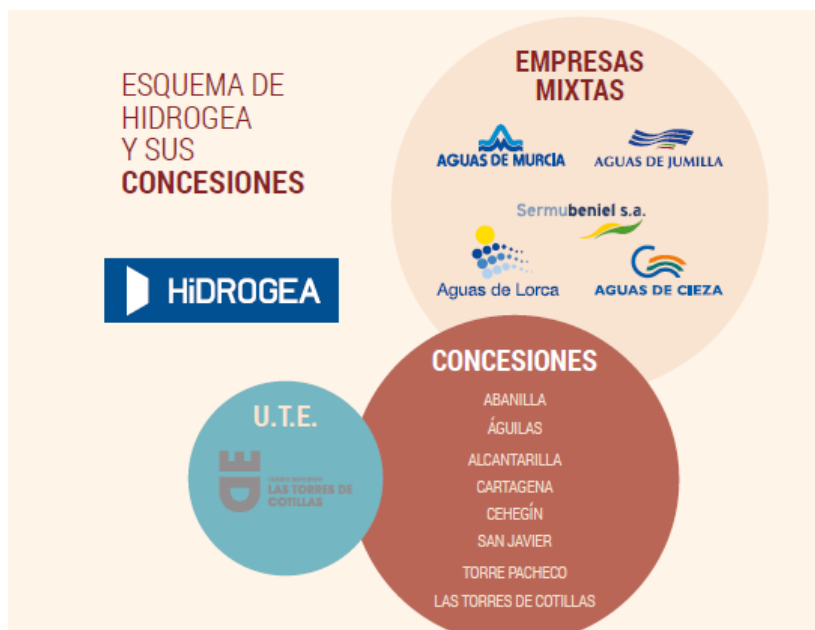 ESQUEMA DE
HIDROGEA
Y SUS
CONCESIONES
HiDROGEA
EMPRESAS
MIXTAS
AGUAS DE MURCIA
AGUAS DE JUMILLA
Sermubeniel s.a.
Aguas de Lorca
AGUAS DE CIEZA
CONCESIONES
ABANILLA
ÁGUILAS
ALCANTARILLA
CARTAGENA
CEHEGÍN
SAN JAVIER
TORRE PACHECO
LAS TORRES DE COTILLAS
U.T.E.
LAS TORRES DE
COTILLAS